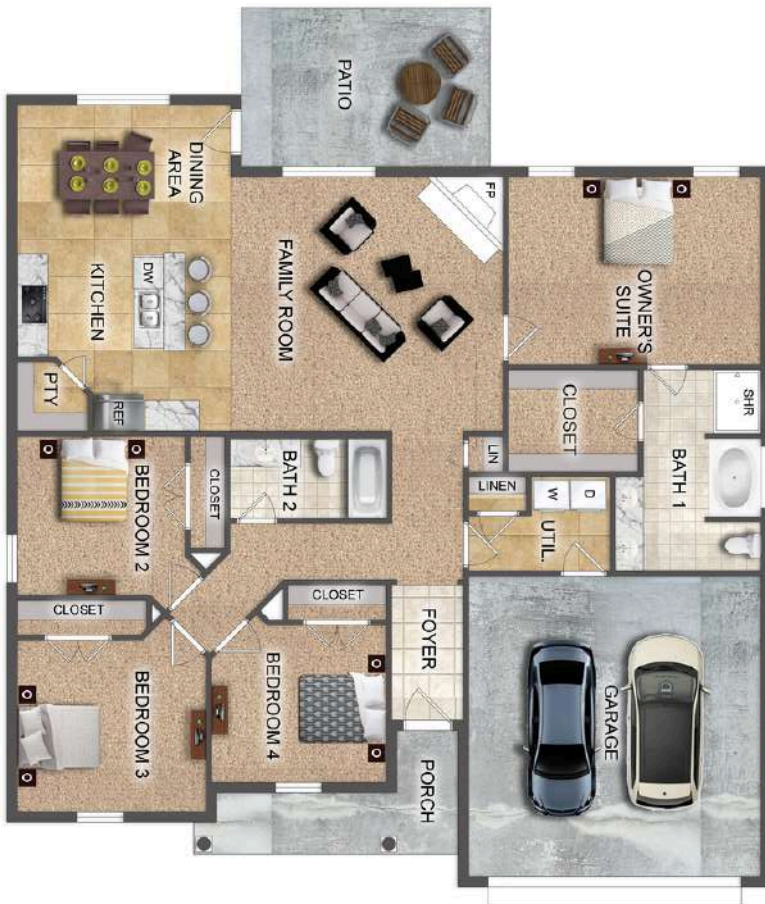 PATIO
DINING
AREA
FP
KITCHEN
DW
FAMILY ROOM
OWNER'S
SUITE
PTY
REF
CLOSET
SHR
BATH 1
LIN
LINEN
W
D
UTIL.
BEDROOM 2
CLOSET
BATH 2
CLOSET
CLOSET
FOYER
BEDROOM 3
BEDROOM 4
PORCH
GARAGE